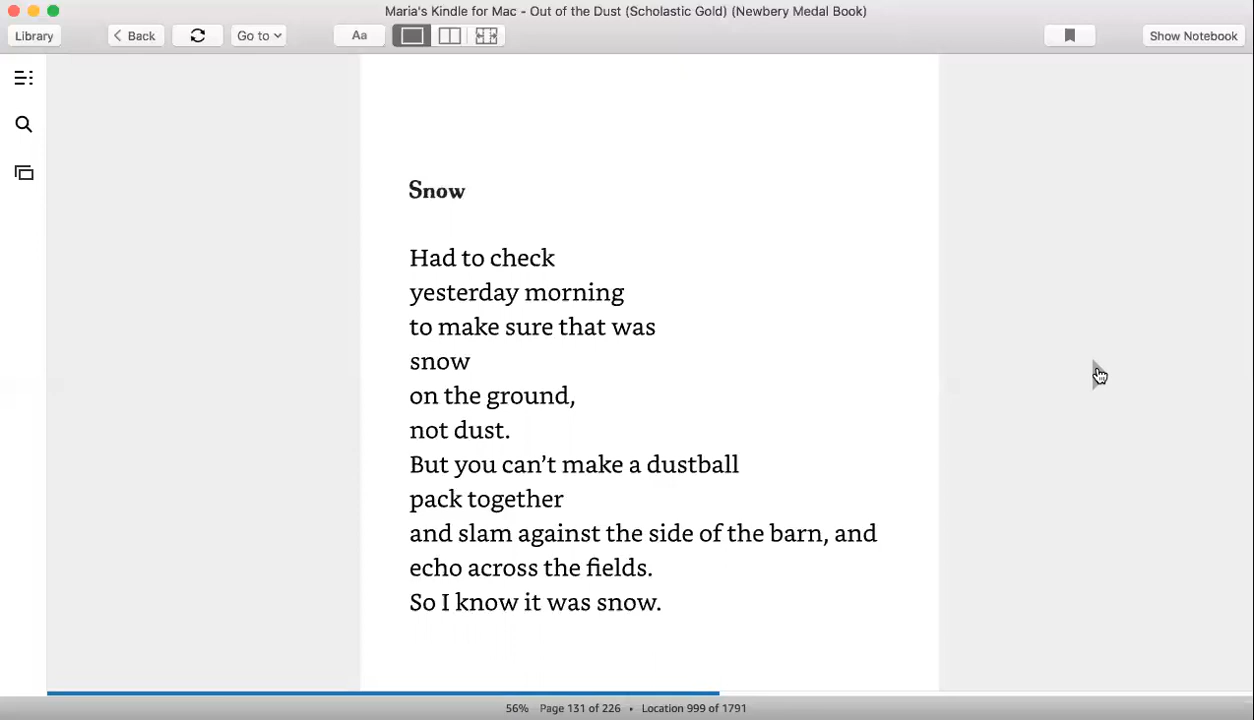 Maria's Kindle for Mac - Out of the Dust (Scholastic Gold) (Newbery Medal Book)
Library
Back
Go to
Aa
Show Notebook
Snow
Had to check
yesterday morning
to make sure that was
snow
on the ground,
not dust.
But you can’t make a dustball
pack together
and slam against the side of the barn, and
echo across the fields.
So I know it was snow.
56% Page 131 of 226 • Location 999 of 1791